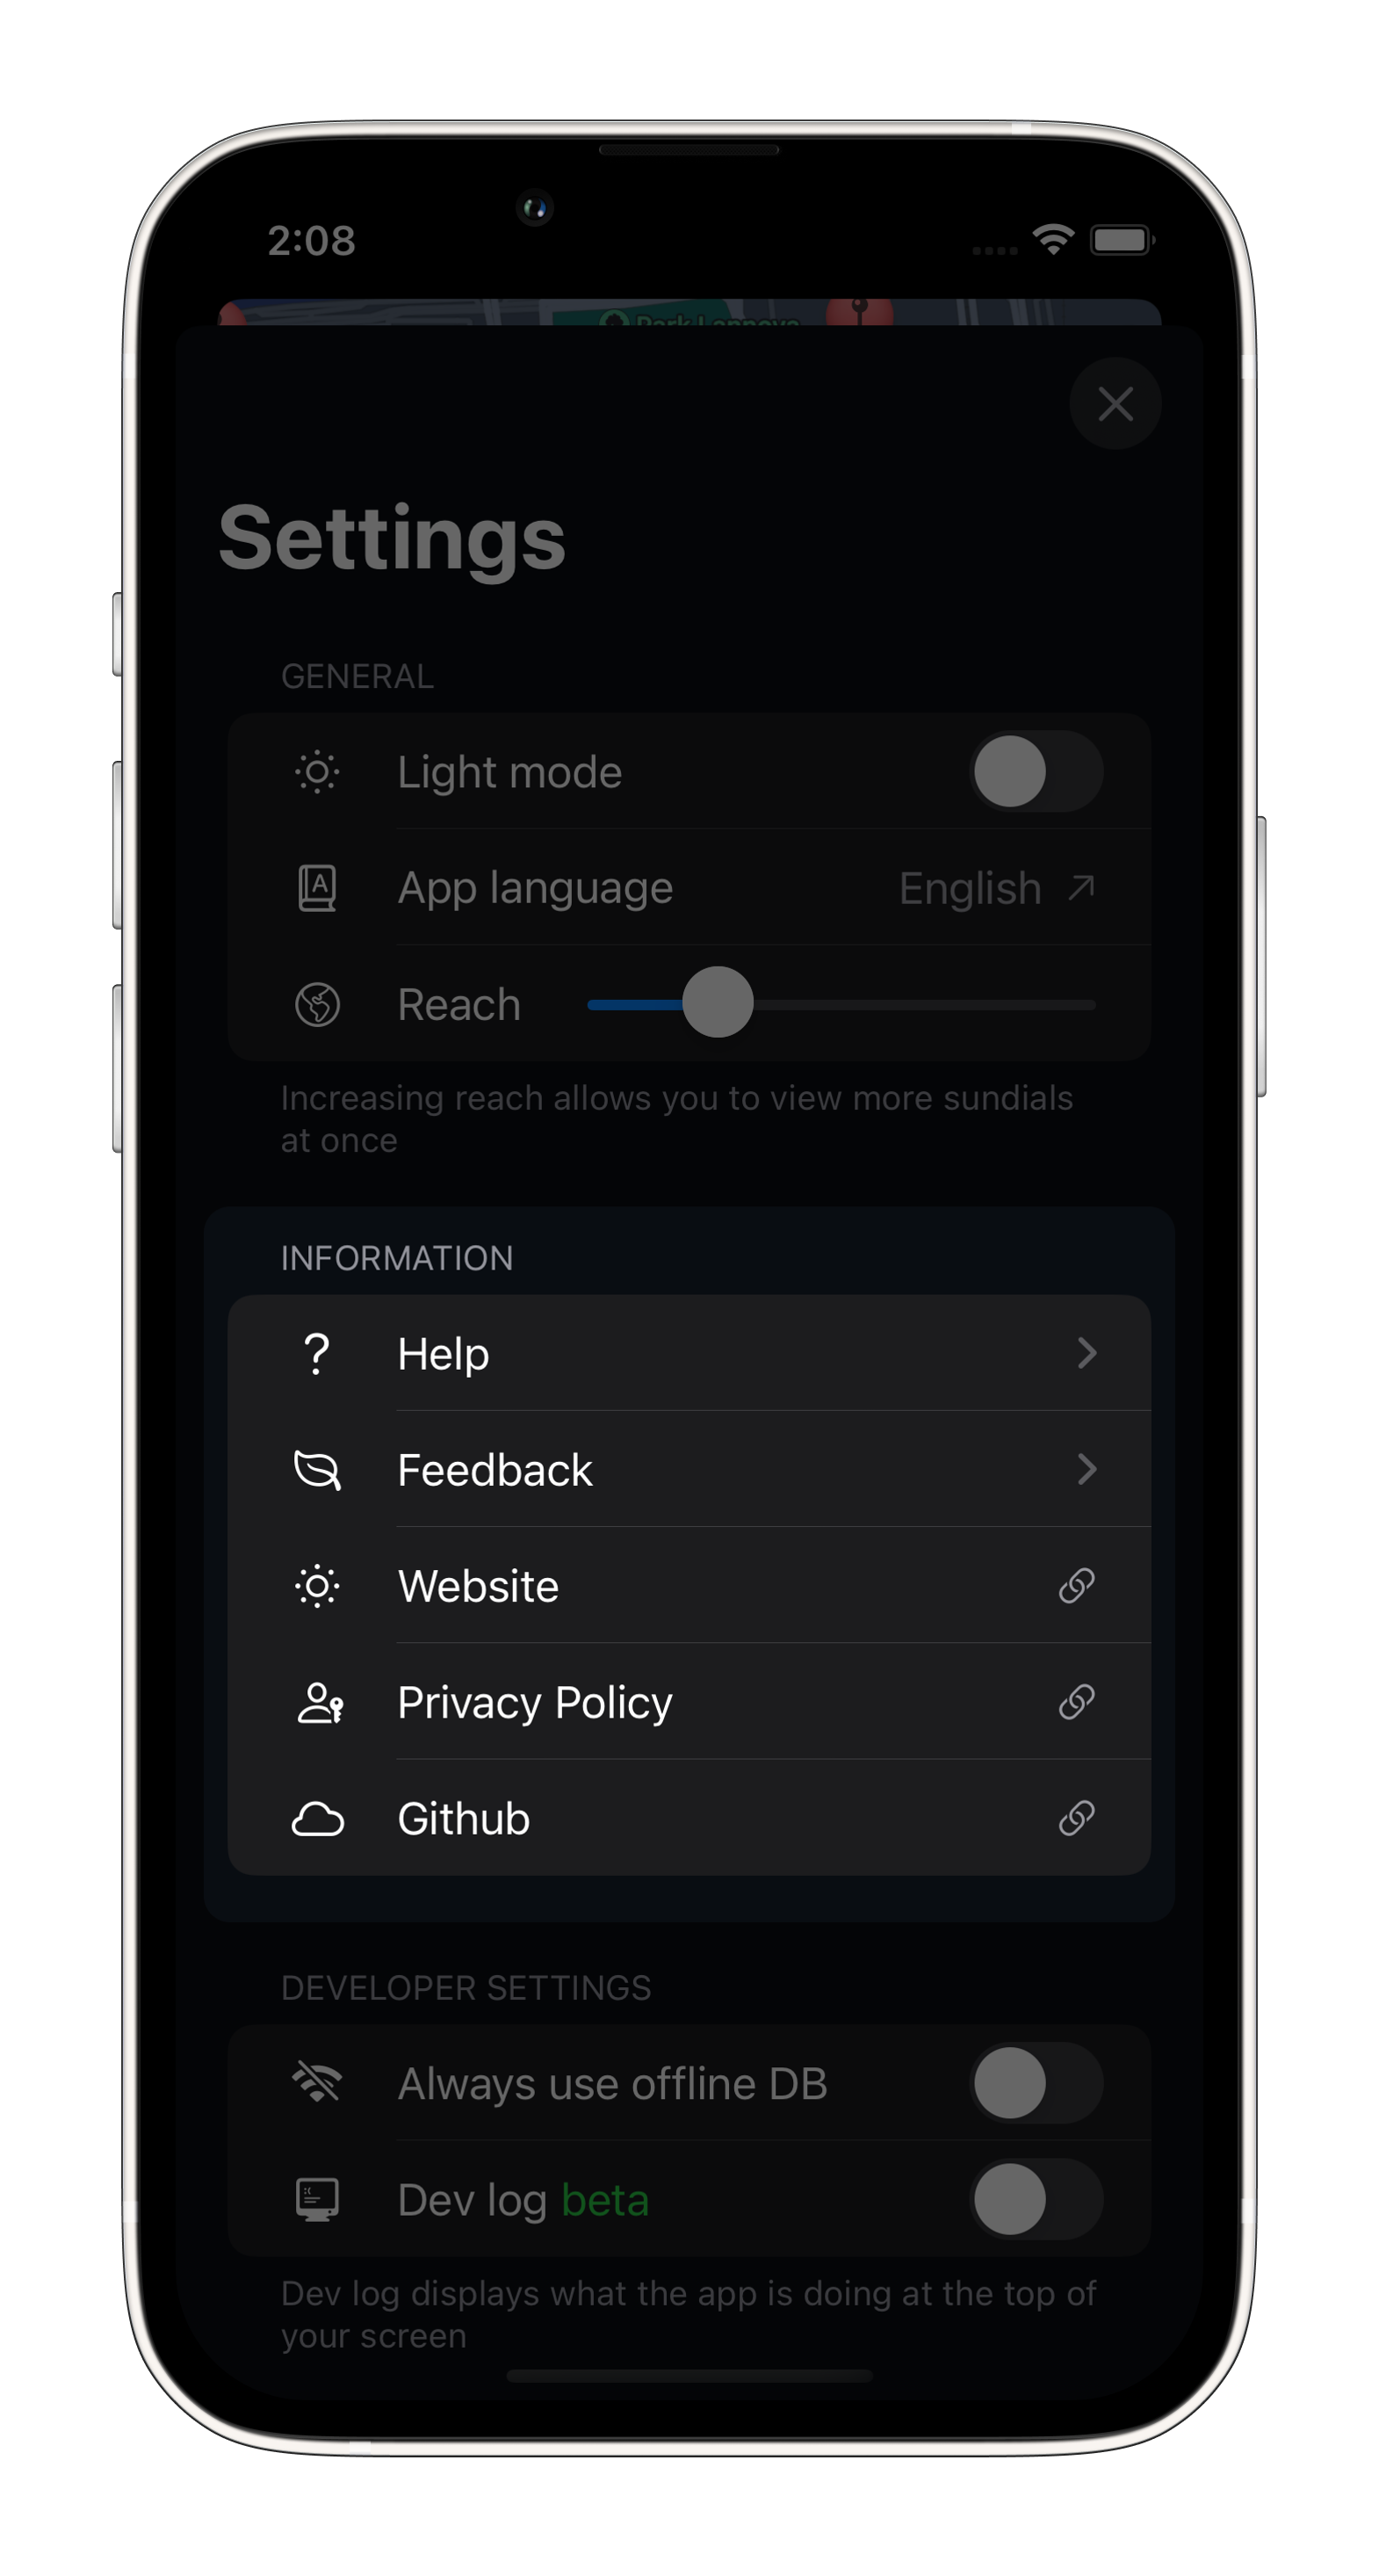 2:08
Settings
GENERAL
Light mode
App language English
Reach
Increasing reach allows you to view more sundials
at once
INFORMATION
Help
Feedback
Website
Privacy Policy
Github
DEVELOPER SETTINGS
Always use offline DB
Dev log beta
Dev log displays what the app is doing at the top of
your screen